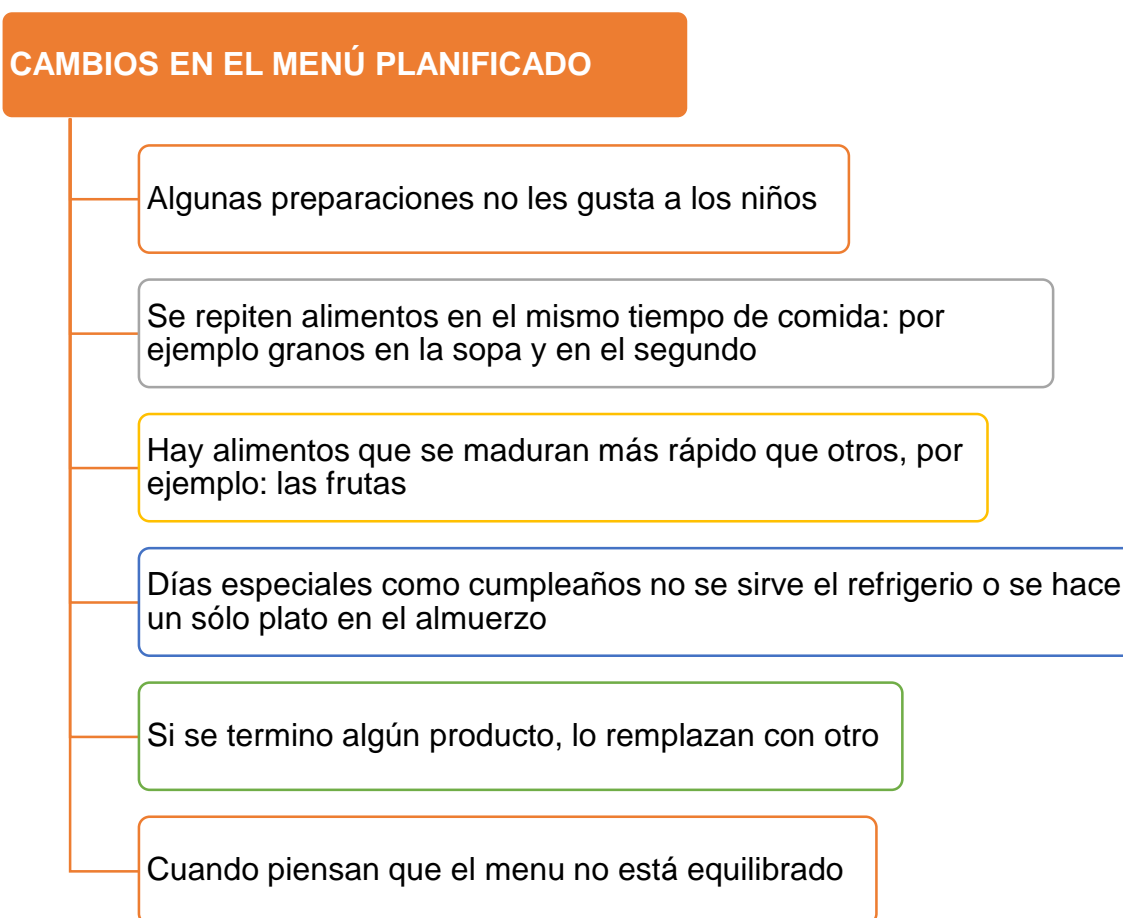 CAMBIOS EN EL MENÚ PLANIFICADO
Algunas preparaciones no les gusta a los niños
Se repiten alimentos en el mismo tiempo de comida: por
ejemplo granos en la sopa y en el segundo
Hay alimentos que se maduran más rápido que otros, por
ejemplo: las frutas
Días especiales como cumpleaños no se sirve el refrigerio o se hace
un sólo plato en el almuerzo
Si se termino algún producto, lo remplazan con otro
Cuando piensan que el menu no está equilibrado